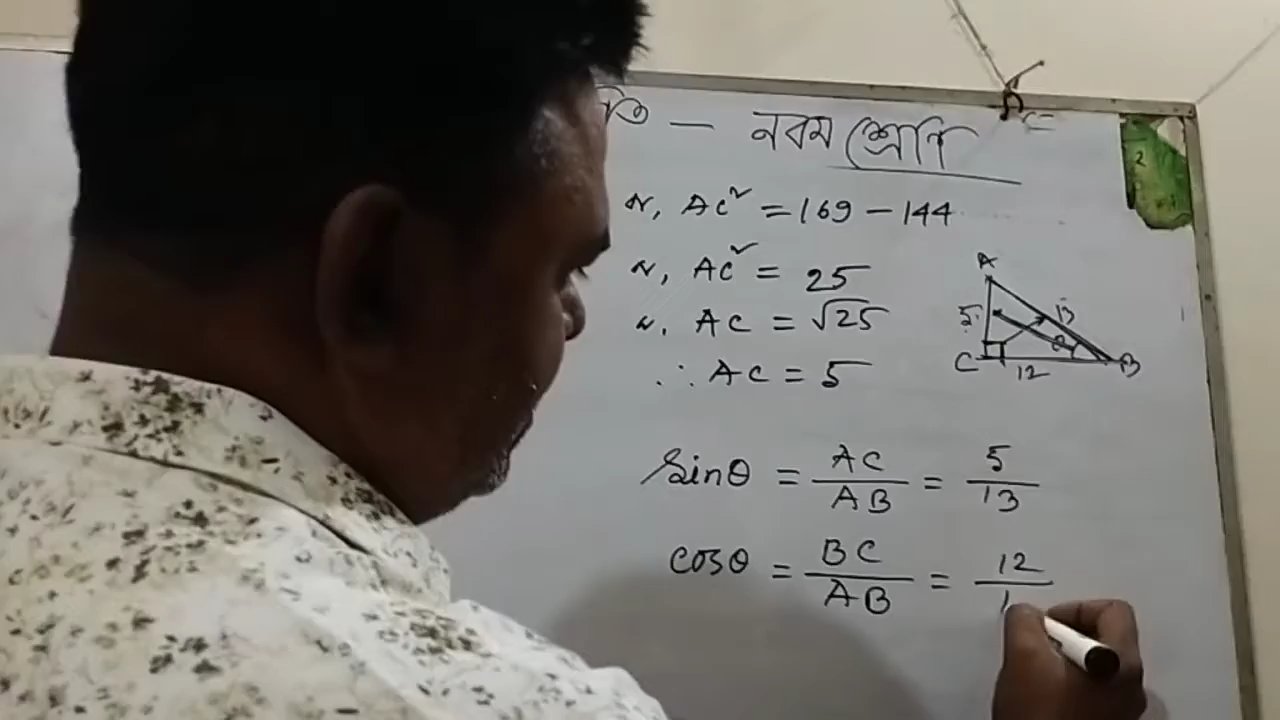 — নবম শ্রেণি
বা, AC² = 169 - 144
বা, AC² = 25
বা, AC = √25
∴ AC = 5
A
5
13
θ
C
12
B
sinθ = AC/AB = 5/13
cosθ = BC/AB = 12/1